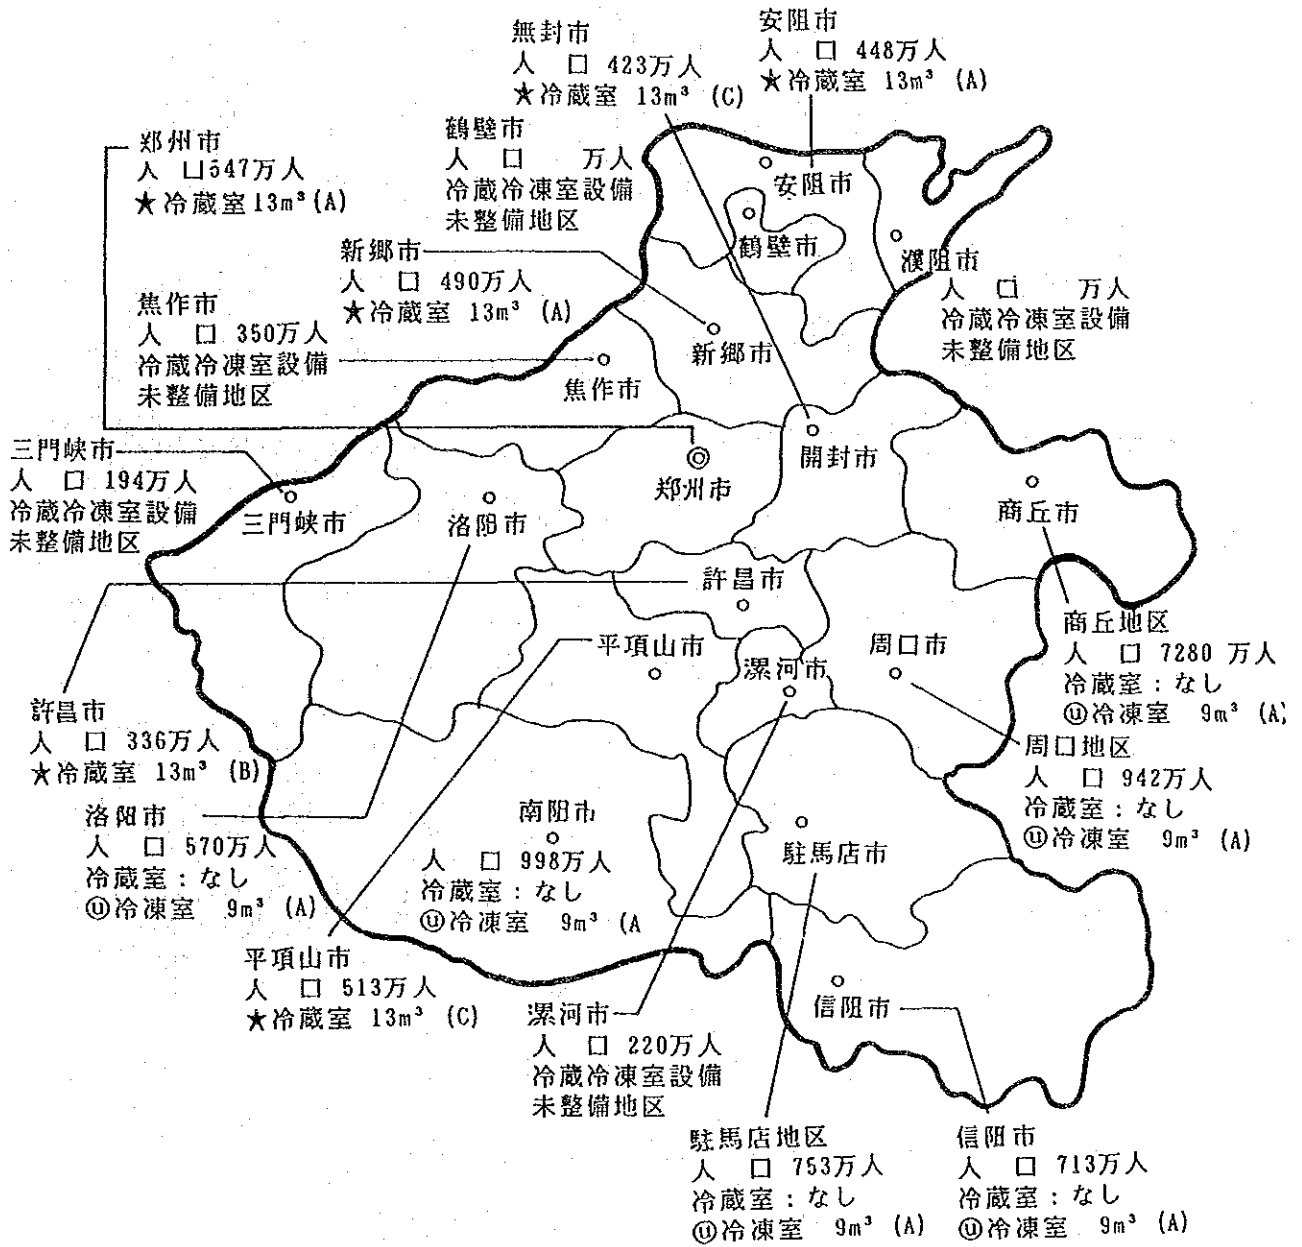 無封市
人 口 423万人
★冷蔵室 13m³ (C)
安阻市
人 口 448万人
★冷蔵室 13m³ (A)
郑州市
人 口547万人
★冷蔵室13m³(A)
鶴壁市
人 口 万人
冷蔵冷凍室設備
未整備地区
新郷市
人 口 490万人
★冷蔵室 13m³ (A)
焦作市
人 口 350万人
冷蔵冷凍室設備
未整備地区
安阻市
鶴壁市
濮阻市
人 口 万人
冷蔵冷凍室設備
未整備地区
新郷市
焦作市
三門峡市
人 口 194万人
冷蔵冷凍室設備
未整備地区
三門峡市
洛阳市
郑州市
開封市
商丘市
許昌市
平頂山市
漯河市
周口市
商丘地区
人 口 7280 万人
冷蔵室:なし
ⓤ冷凍室 9m³ (A)
許昌市
人 口 336万人
★冷蔵室 13m³ (B)
周口地区
人 口 942万人
冷蔵室:なし
ⓤ冷凍室 9m³ (A)
洛阳市
人 口 570万人
冷蔵室:なし
ⓤ冷凍室 9m³ (A)
南阳市
人 口 998万人
冷蔵室:なし
ⓤ冷凍室 9m³ (A
駐馬店市
平頂山市
人 口 513万人
★冷蔵室 13m³ (C)
漯河市
人 口 220万人
冷蔵冷凍室設備
未整備地区
信阻市
駐馬店地区
人 口 753万人
冷蔵室:なし
ⓤ冷凍室 9m³ (A)
信阳市
人 口 713万人
冷蔵室:なし
ⓤ冷凍室 9m³ (A)